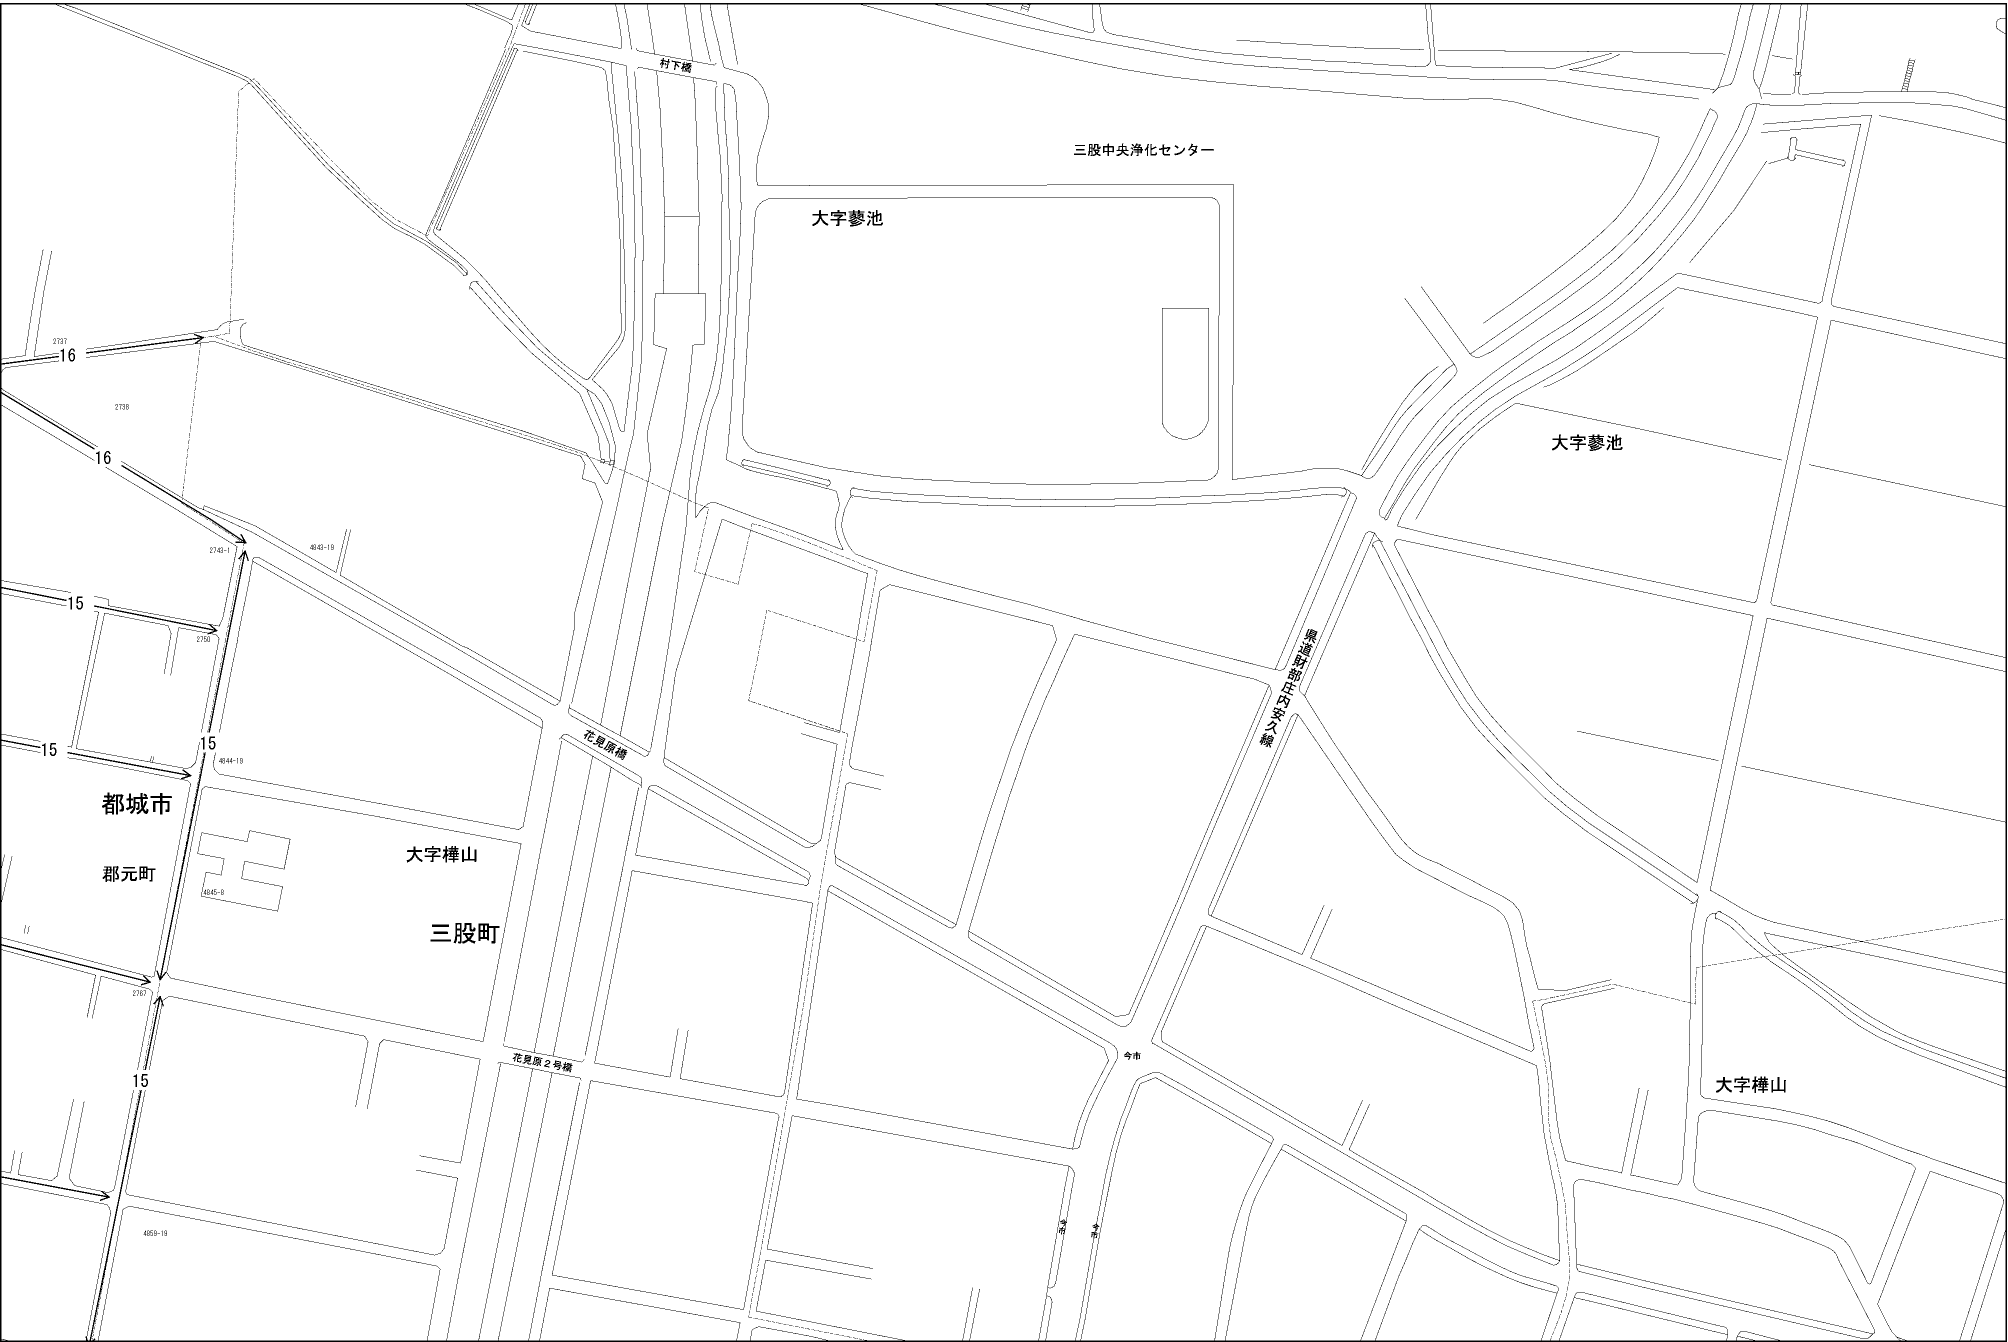 村下橋
三股中央浄化センター
大字蓼池
2737
16
2738
大字蓼池
16
2743-1
4843-19
15
2750
県道財部庄内安久線
15
花見原橋
15
4844-19
都城市
大字樺山
郡元町
4845-8
三股町
2767
今市
花見原2号橋
15
大字樺山
今市
今市
4859-19